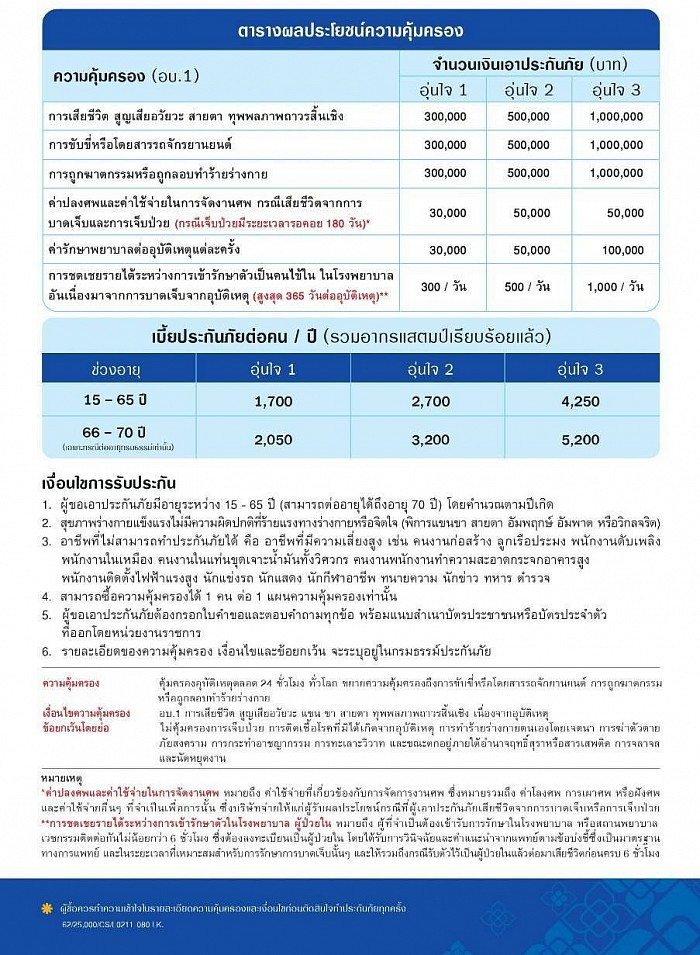 ตารางผลประโยชน์ความคุ้มครอง
ความคุ้มครอง (อบ.1)
จำนวนเงินเอาประกันภัย (บาท)
อุ่นใจ 1 อุ่นใจ 2 อุ่นใจ 3
การเสียชีวิต สูญเสียอวัยวะ สายตา ทุพพลภาพถาวรสิ้นเชิง 300,000 500,000 1,000,000
การขับขี่หรือโดยสารรถจักรยานยนต์ 300,000 500,000 1,000,000
การถูกฆาตกรรมหรือถูกลอบทำร้ายร่างกาย 300,000 500,000 1,000,000
ค่าปลงศพและค่าใช้จ่ายในการจัดงานศพ กรณีเสียชีวิตจากการ
บาดเจ็บและการเจ็บป่วย (กรณีเจ็บป่วยมีระยะเวลารอคอย 180 วัน)* 30,000 50,000 50,000
ค่ารักษาพยาบาลต่ออุบัติเหตุแต่ละครั้ง 30,000 50,000 100,000
การชดเชยรายได้ระหว่างการเข้ารักษาตัวเป็นคนไข้ใน ในโรงพยาบาล
อันเนื่องมาจากการบาดเจ็บจากอุบัติเหตุ (สูงสุด 365 วันต่ออุบัติเหตุ)** 300 / วัน 500 / วัน 1,000 / วัน
เบี้ยประกันภัยต่อคน / ปี (รวมอากรแสตมป์เรียบร้อยแล้ว)
ช่วงอายุ อุ่นใจ 1 อุ่นใจ 2 อุ่นใจ 3
15 – 65 ปี 1,700 2,700 4,250
66 – 70 ปี 2,050 3,200 5,200
(เฉพาะกรณีต่ออายุกรมธรรม์เท่านั้น)
เงื่อนไขการรับประกัน
1. ผู้ขอเอาประกันภัยมีอายุระหว่าง 15 - 65 ปี (สามารถต่ออายุได้ถึงอายุ 70 ปี) โดยคำนวณตามปีเกิด
2. สุขภาพร่างกายแข็งแรงไม่มีความผิดปกติที่ร้ายแรงทางร่างกายหรือจิตใจ (พิการแขนขา สายตา อัมพฤกษ์ อัมพาต หรือวิกลจริต)
3. อาชีพที่ไม่สามารถทำประกันภัยได้ คือ อาชีพที่มีความเสี่ยงสูง เช่น คนงานก่อสร้าง ลูกเรือประมง พนักงานดับเพลิง
พนักงานในเหมือง คนงานในแท่นขุดเจาะน้ำมันทั้งวิศวกร คนงานพนักงานทำความสะอาดกระจกอาคารสูง
พนักงานติดตั้งไฟฟ้าแรงสูง นักแข่งรถ นักแสดง นักกีฬาอาชีพ ทนายความ นักข่าว ทหาร ตำรวจ
4. สามารถซื้อความคุ้มครองได้ 1 คน ต่อ 1 แผนความคุ้มครองเท่านั้น
5. ผู้ขอเอาประกันภัยต้องกรอกใบคำขอและตอบคำถามทุกข้อ พร้อมแนบสำเนาบัตรประชาชนหรือบัตรประจำตัว
ที่ออกโดยหน่วยงานราชการ
6. รายละเอียดของความคุ้มครอง เงื่อนไขและข้อยกเว้น จะระบุอยู่ในกรมธรรม์ประกันภัย
ความคุ้มครอง คุ้มครองอุบัติเหตุตลอด 24 ชั่วโมง ทั่วโลก ขยายความคุ้มครองถึงการขับขี่หรือโดยสารรถจักรยานยนต์ การถูกฆาตกรรม
หรือถูกลอบทำร้ายร่างกาย
เงื่อนไขความคุ้มครอง อบ.1 การเสียชีวิต สูญเสียอวัยวะ แขน ขา สายตา ทุพพลภาพถาวรสิ้นเชิง เนื่องจากอุบัติเหตุ
ข้อยกเว้นโดยย่อ ไม่คุ้มครองการเจ็บป่วย การติดเชื้อโรคที่มิได้เกิดจากอุบัติเหตุ การทำร้ายร่างกายตนเองโดยเจตนา การฆ่าตัวตาย
ภัยสงคราม การกระทำอาชญากรรม การทะเลาะวิวาท และขณะตกอยู่ภายใต้อำนาจฤทธิ์สุราหรือสารเสพติด การจลาจล
และนัดหยุดงาน
หมายเหตุ
*ค่าปลงศพและค่าใช้จ่ายในการจัดงานศพ หมายถึง ค่าใช้จ่ายที่เกี่ยวข้องกับการจัดการงานศพ ซึ่งหมายรวมถึง ค่าโลงศพ การเผาศพ หรือฝังศพ
และค่าใช้จ่ายอื่นๆ ที่จำเป็นเพื่อการนั้น ซึ่งบริษัทจ่ายให้แก่ผู้รับผลประโยชน์กรณีที่ผู้เอาประกันภัยเสียชีวิตจากการบาดเจ็บหรือการเจ็บป่วย
**การชดเชยรายได้ระหว่างการเข้ารักษาตัวในโรงพยาบาล ผู้ป่วยใน หมายถึง ผู้ที่จำเป็นต้องเข้ารับการรักษาในโรงพยาบาล หรือสถานพยาบาล
เวชกรรมติดต่อกันไม่น้อยกว่า 6 ชั่วโมง ซึ่งต้องลงทะเบียนเป็นผู้ป่วยใน โดยได้รับการวินิจฉัยและคำแนะนำจากแพทย์ตามข้อบ่งชี้ซึ่งเป็นมาตรฐาน
ทางการแพทย์ และในระยะเวลาที่เหมาะสมสำหรับการรักษาการบาดเจ็บนั้นๆ และให้รวมถึงกรณีรับตัวไว้เป็นผู้ป่วยในแล้วต่อมาเสียชีวิตก่อนครบ 6 ชั่วโมง
ผู้ซื้อควรทำความเข้าใจในรายละเอียดความคุ้มครองและเงื่อนไขก่อนตัดสินใจทำประกันภัยทุกครั้ง